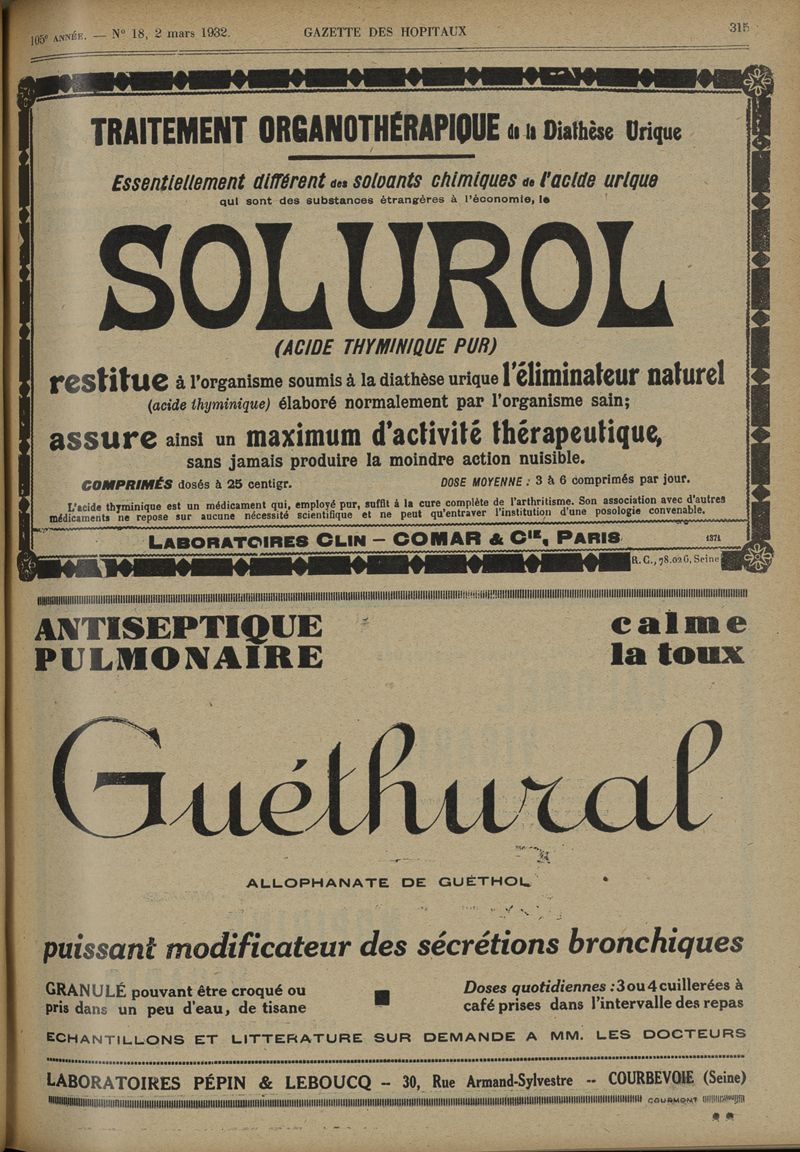 105e ANNÉE. — N° 18, 2 mars 1932. GAZETTE DES HOPITAUX 315
TRAITEMENT ORGANOTHÉRAPIQUE de la Diathèse Urique
Essentiellement différent des solvants chimiques de l'acide urique
qui sont des substances étrangères à l'économie, le
SOLUROL
(ACIDE THYMINIQUE PUR)
restitue à l'organisme soumis à la diathèse urique l'éliminateur naturel
(acide thyminique) élaboré normalement par l'organisme sain;
assure ainsi un maximum d'activité thérapeutique,
sans jamais produire la moindre action nuisible.
COMPRIMÉS dosés à 25 centigr. DOSE MOYENNE : 3 à 6 comprimés par jour.
L'acide thyminique est un médicament qui, employé pur, suffit à la cure complète de l'arthritisme. Son association avec d'autres
médicaments ne repose sur aucune nécessité scientifique et ne peut qu'entraver l'institution d'une posologie convenable.
LABORATOIRES CLIN — COMAR & CIE, PARIS 1371
R. C., 78.026, Seine
ANTISEPTIQUE calme
PULMONAIRE la toux
Guéthural
ALLOPHANATE DE GUÉTHOL
puissant modificateur des sécrétions bronchiques
GRANULÉ pouvant être croqué ou Doses quotidiennes : 3 ou 4 cuillerées à
pris dans un peu d'eau, de tisane café prises dans l'intervalle des repas
ECHANTILLONS ET LITTERATURE SUR DEMANDE A MM. LES DOCTEURS
LABORATOIRES PÉPIN & LEBOUCQ -- 30, Rue Armand-Sylvestre -- COURBEVOIE (Seine)
COURMONT